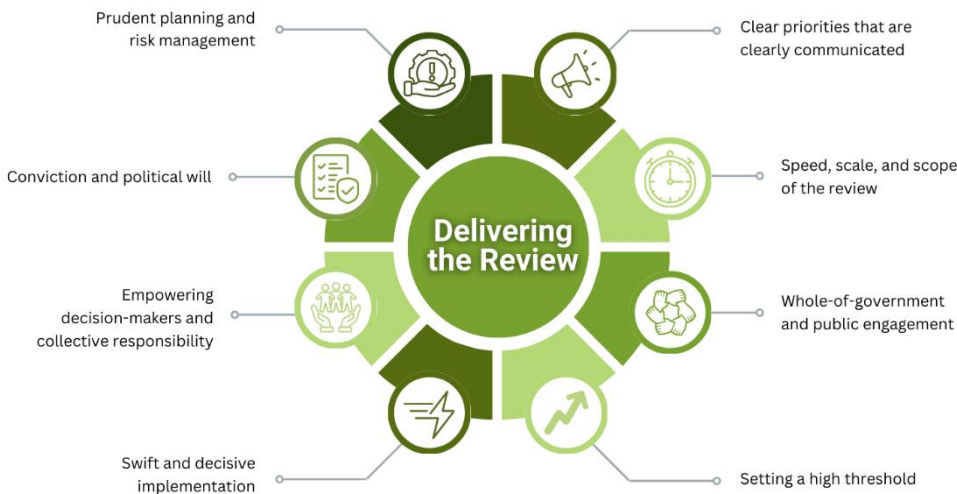 Prudent planning and
risk management
Clear priorities that are
clearly communicated
Conviction and political will
Speed, scale, and scope
of the review
Delivering
the Review
Empowering
decision-makers and
collective responsibility
Whole-of-government
and public engagement
Swift and decisive
implementation
Setting a high threshold